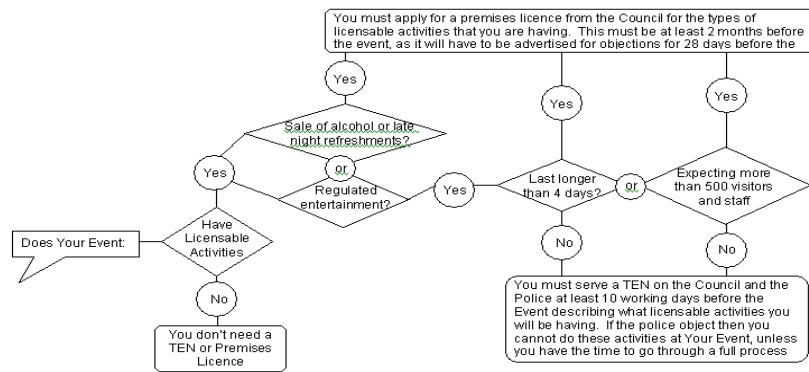 You must apply for a premises licence from the Council for the types of
licensable activities that you are having. This must be at least 2 months before
the event, as it will have to be advertised for objections for 28 days before the
Yes
Yes
Yes
Sale of alcohol or late
night refreshments?
or
Regulated
entertainment?
Yes
Yes
Last longer
than 4 days?
or
Expecting more
than 500 visitors
and staff
Does Your Event:
Have
Licensable
Activities
No
No
No
You don't need a
TEN or Premises
Licence
You must serve a TEN on the Council and the
Police at least 10 working days before the
Event describing what licensable activities you
will be having. If the police object then you
cannot do these activities at Your Event, unless
you have the time to go through a full process